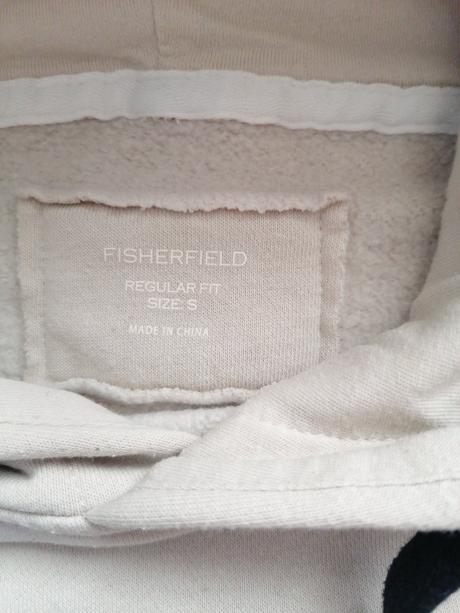 FISHERFIELD
REGULAR FIT
SIZE: S
MADE IN CHINA